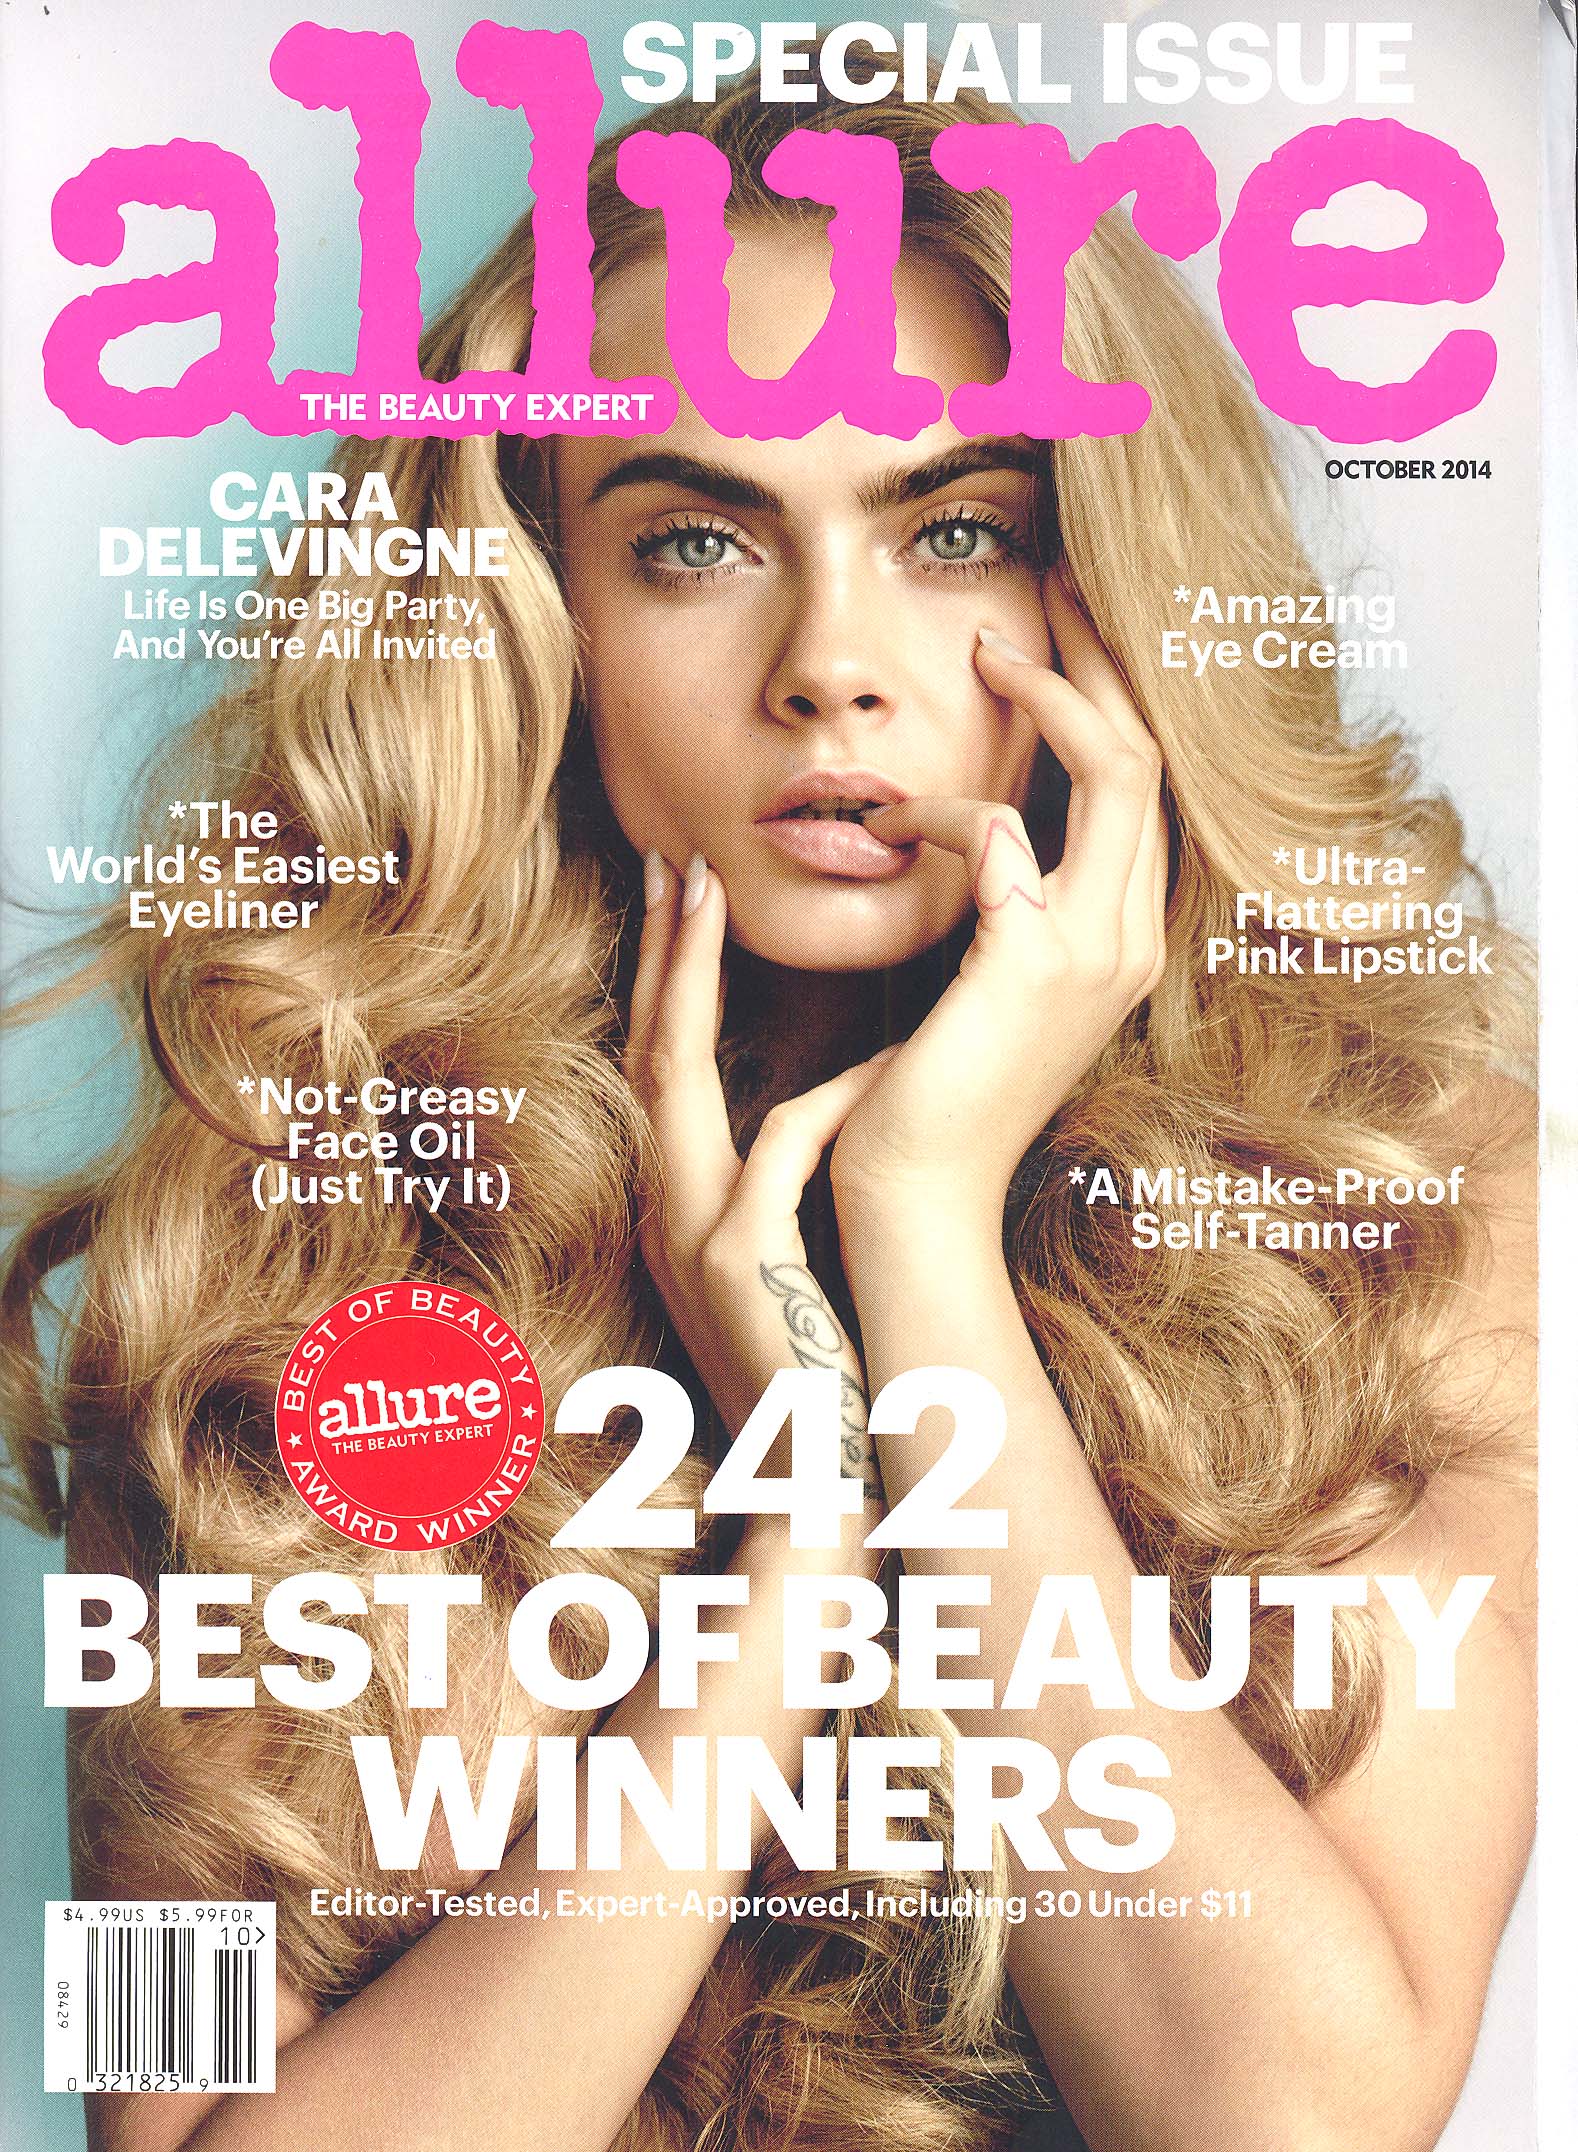 SPECIAL ISSUE
allure
THE BEAUTY EXPERT
OCTOBER 2014
CARA
DELEVINGNE
Life Is One Big Party,
And You're All Invited
*Amazing
Eye Cream
*The
World's Easiest
Eyeliner
*Ultra-
Flattering
Pink Lipstick
*Not-Greasy
Face Oil
(Just Try It)
*A Mistake-Proof
Self-Tanner
BEST OF BEAUTY
allure
THE BEAUTY EXPERT
AWARD WINNER
242
BEST OF BEAUTY
WINNERS
Editor-Tested, Expert-Approved, Including 30 Under $11
$4.99US $5.99FOR
10>
08429
0 321825 9